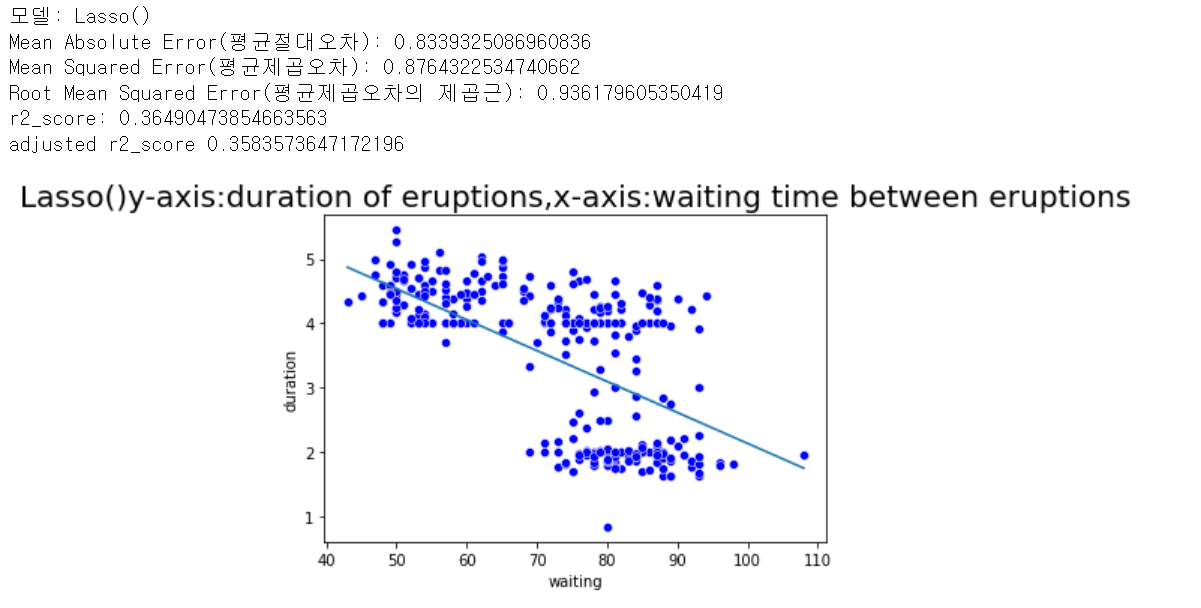 모델: Lasso()
Mean Absolute Error(평균절대오차): 0.8339325086960836
Mean Squared Error(평균제곱오차): 0.8764322534740662
Root Mean Squared Error(평균제곱오차의 제곱근): 0.936179605350419
r2_score: 0.36490473854663563
adjusted r2_score 0.3583573647172196
Lasso()y-axis:duration of eruptions,x-axis:waiting time between eruptions
5
4
3
2
1
duration
40 50 60 70 80 90 100 110
waiting